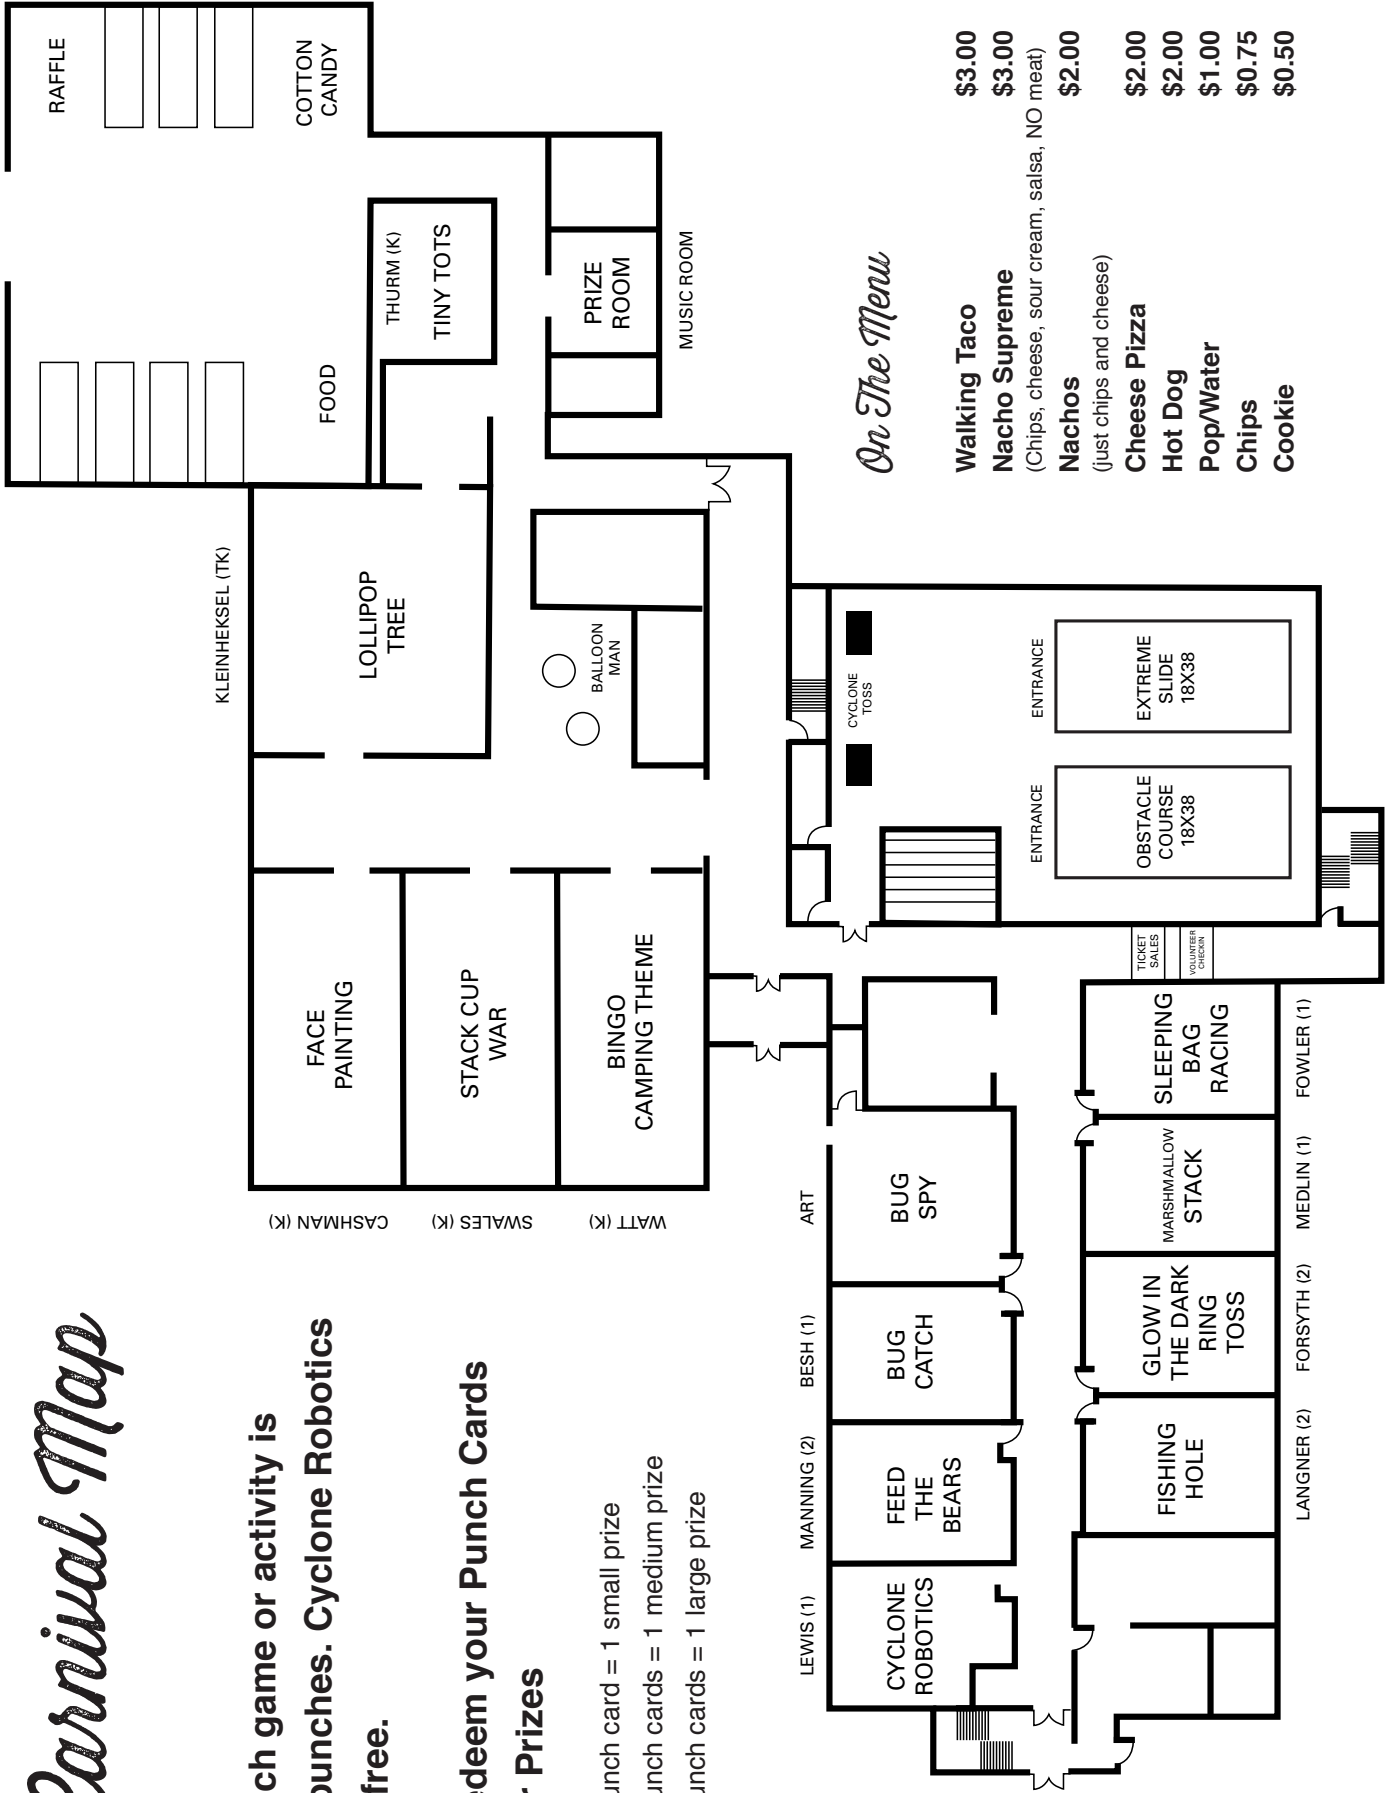 Carnival Map
ch game or activity is
punches. Cyclone Robotics
free.
edeem your Punch Cards
r Prizes
unch card = 1 small prize
unch cards = 1 medium prize
unch cards = 1 large prize
RAFFLE
COTTON
CANDY
FOOD
THURM (K)
TINY TOTS
PRIZE
ROOM
MUSIC ROOM
KLEINHEKSEL (TK)
LOLLIPOP
TREE
BALLOON
MAN
FACE
PAINTING
STACK CUP
WAR
BINGO
CAMPING THEME
CASHMAN (K)
SWALES (K)
WATT (K)
CYCLONE
TOSS
ENTRANCE
EXTREME
SLIDE
18X38
ENTRANCE
OBSTACLE
COURSE
18X38
TICKET
SALES
VOLUNTEER
CHECKIN
LEWIS (1)
MANNING (2)
BESH (1)
ART
CYCLONE
ROBOTICS
FEED
THE
BEARS
BUG
CATCH
BUG
SPY
FISHING
HOLE
GLOW IN
THE DARK
RING
TOSS
MARSHMALLOW
STACK
SLEEPING
BAG
RACING
LANGNER (2)
FORSYTH (2)
MEDLIN (1)
FOWLER (1)
On The Menu
Walking Taco $3.00
Nacho Supreme $3.00
(Chips, cheese, sour cream, salsa, NO meat)
Nachos $2.00
(just chips and cheese)
Cheese Pizza $2.00
Hot Dog $2.00
Pop/Water $1.00
Chips $0.75
Cookie $0.50